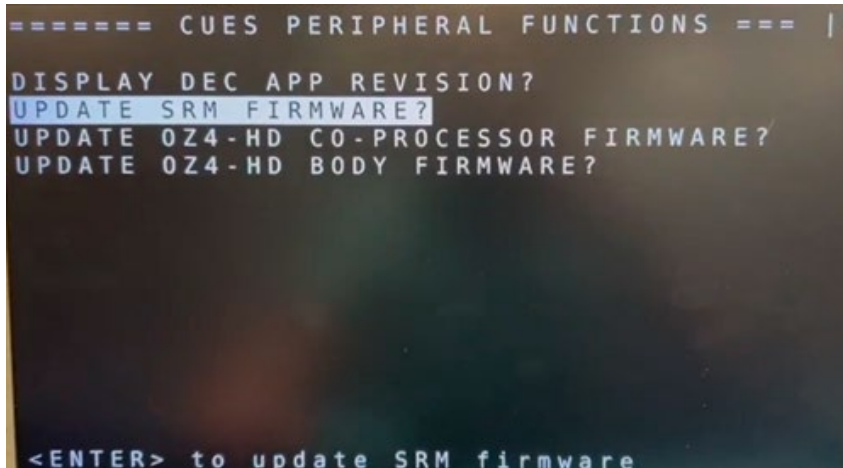 ======= CUES PERIPHERAL FUNCTIONS === |
DISPLAY DEC APP REVISION?
UPDATE SRM FIRMWARE?
UPDATE OZ4-HD CO-PROCESSOR FIRMWARE?
UPDATE OZ4-HD BODY FIRMWARE?
<ENTER> to update SRM firmware